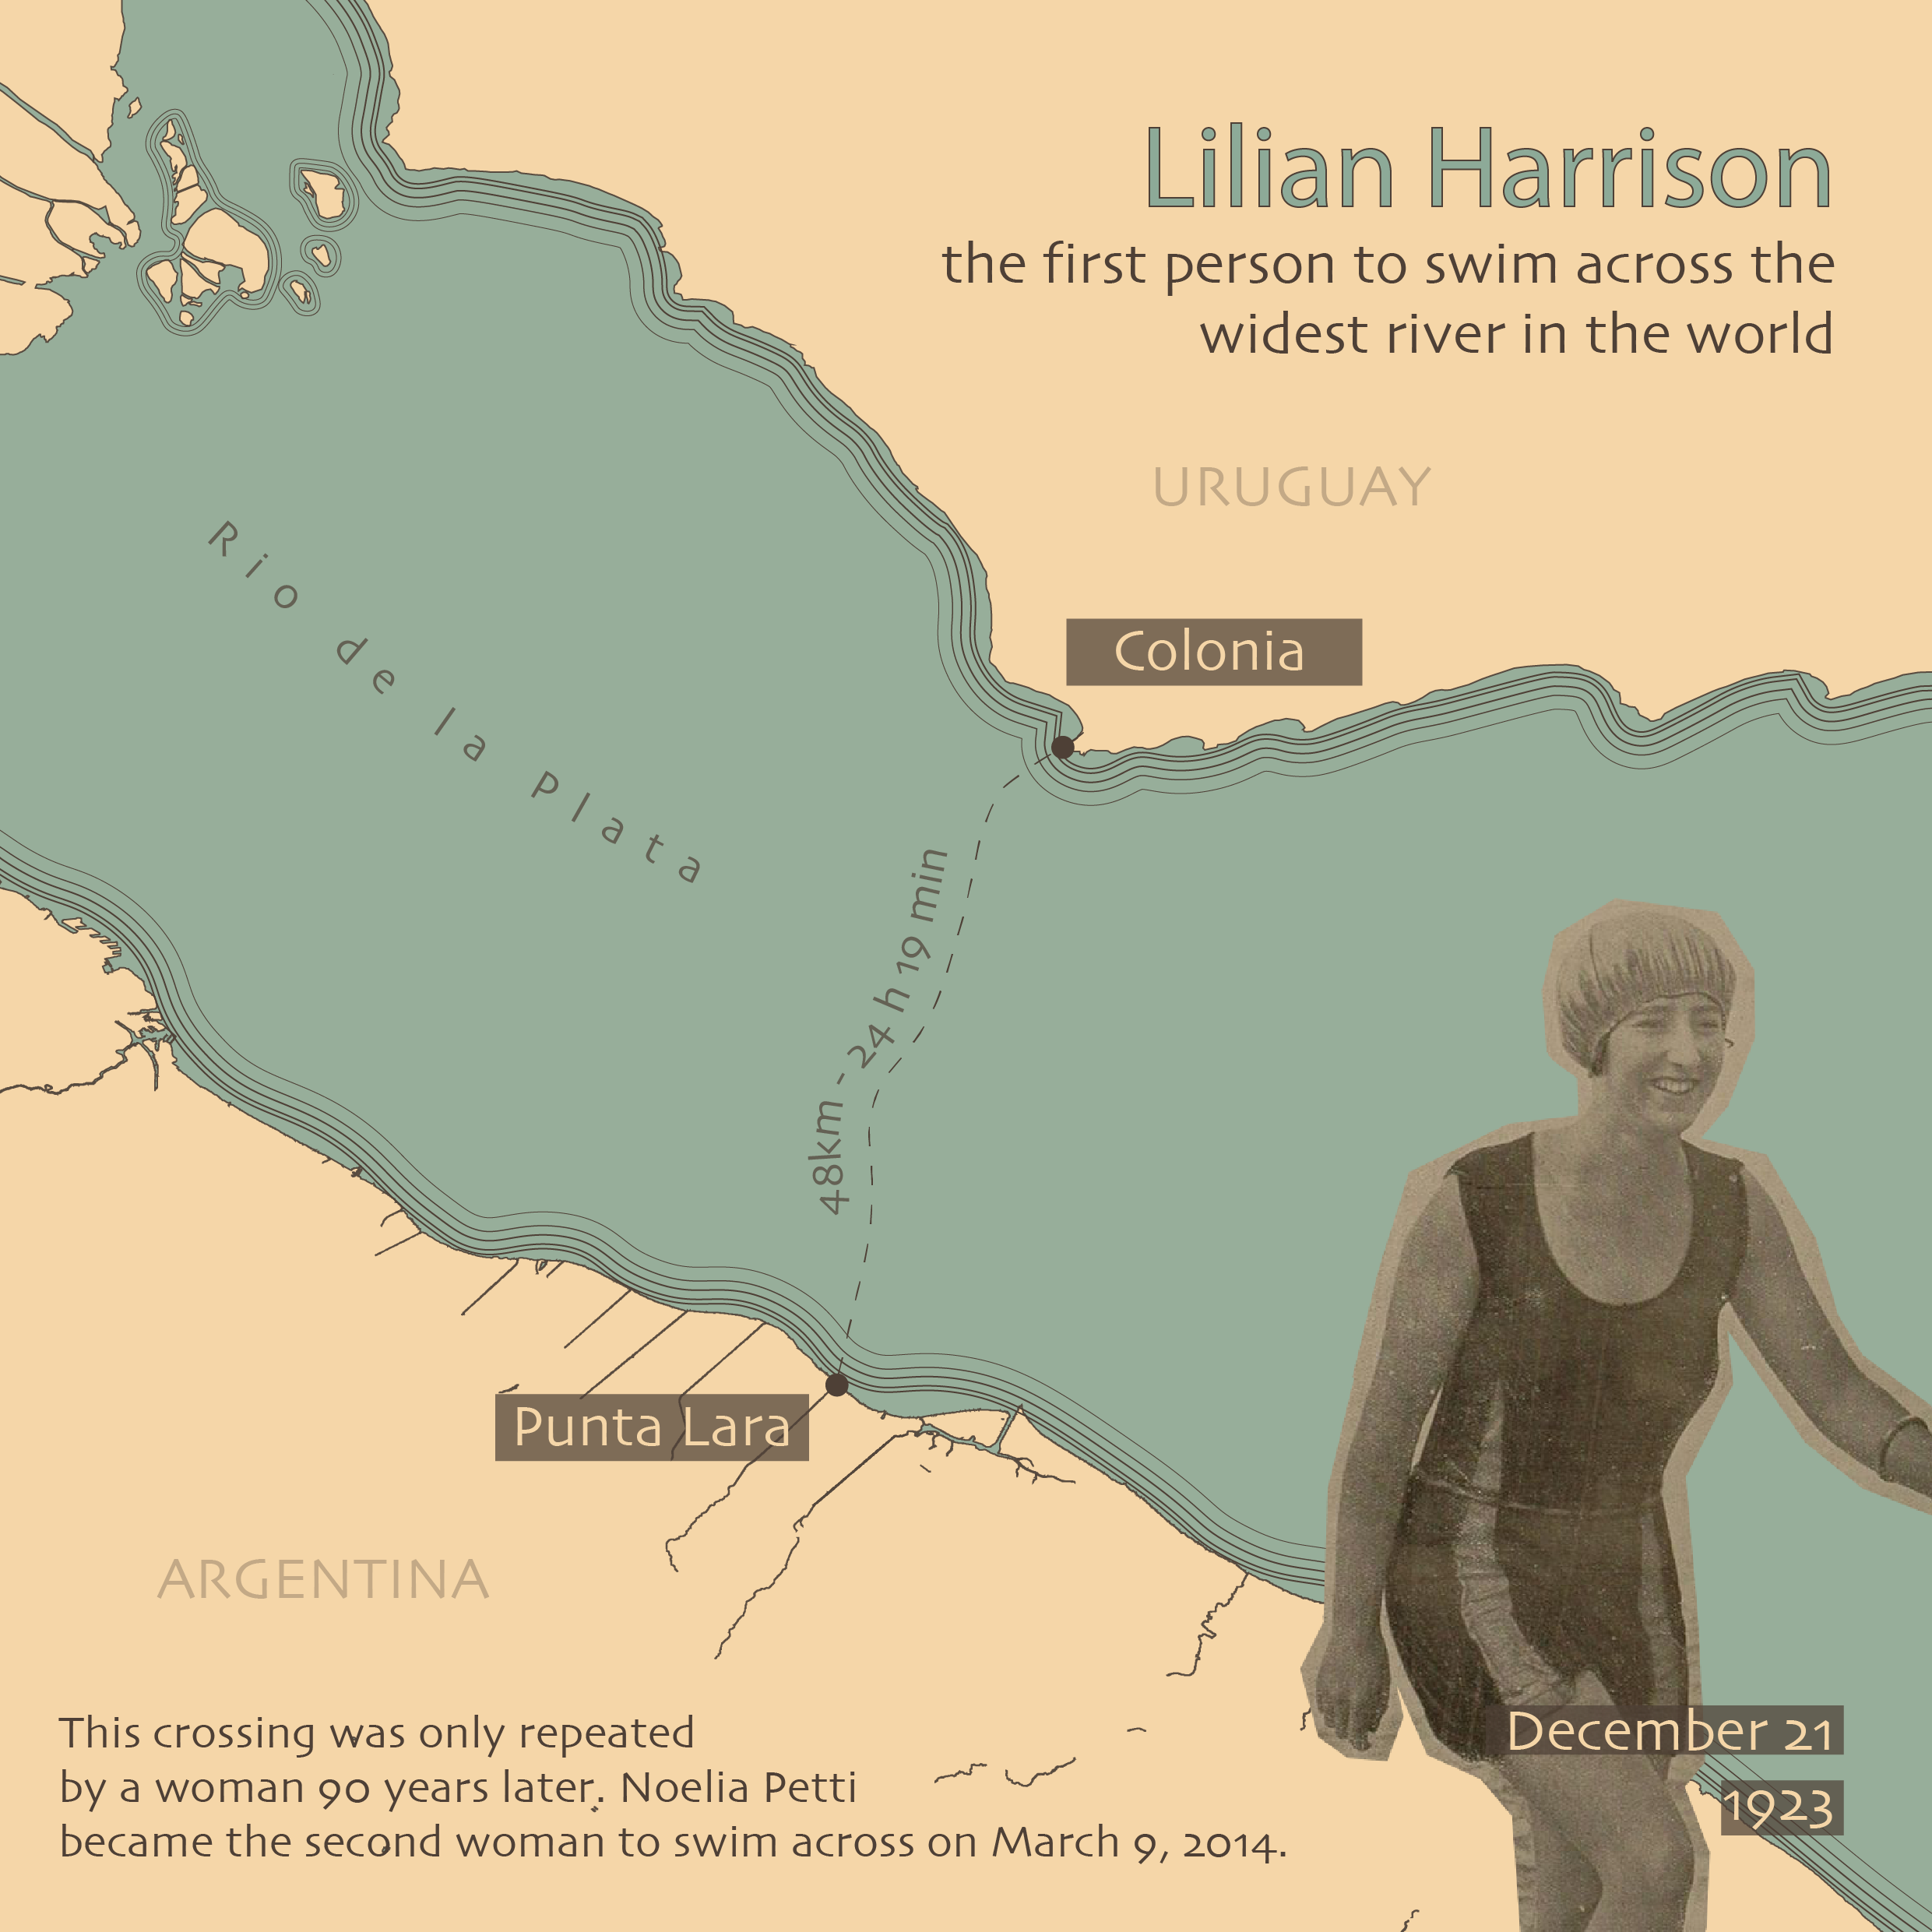 Lilian Harrison
the first person to swim across the
widest river in the world
URUGUAY
Rio de la Plata
Colonia
48km - 24 h 19 min
Punta Lara
ARGENTINA
This crossing was only repeated
by a woman 90 years later. Noelia Petti
became the second woman to swim across on March 9, 2014.
December 21
1923